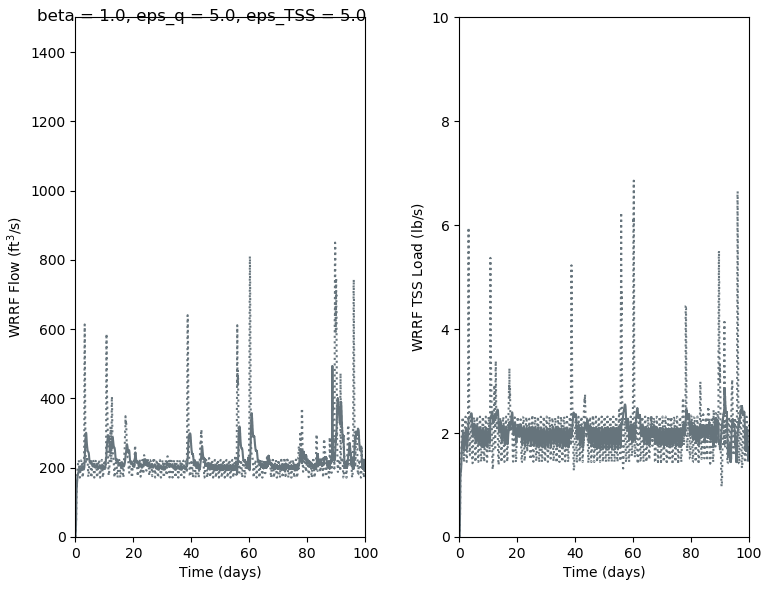 beta = 1.0, eps_q = 5.0, eps_TSS = 5.0
1400
1200
1000
800
600
400
200
0
WRRF Flow (ft³/s)
0 20 40 60 80 100
Time (days)
10
8
6
4
2
0
WRRF TSS Load (lb/s)
0 20 40 60 80 100
Time (days)